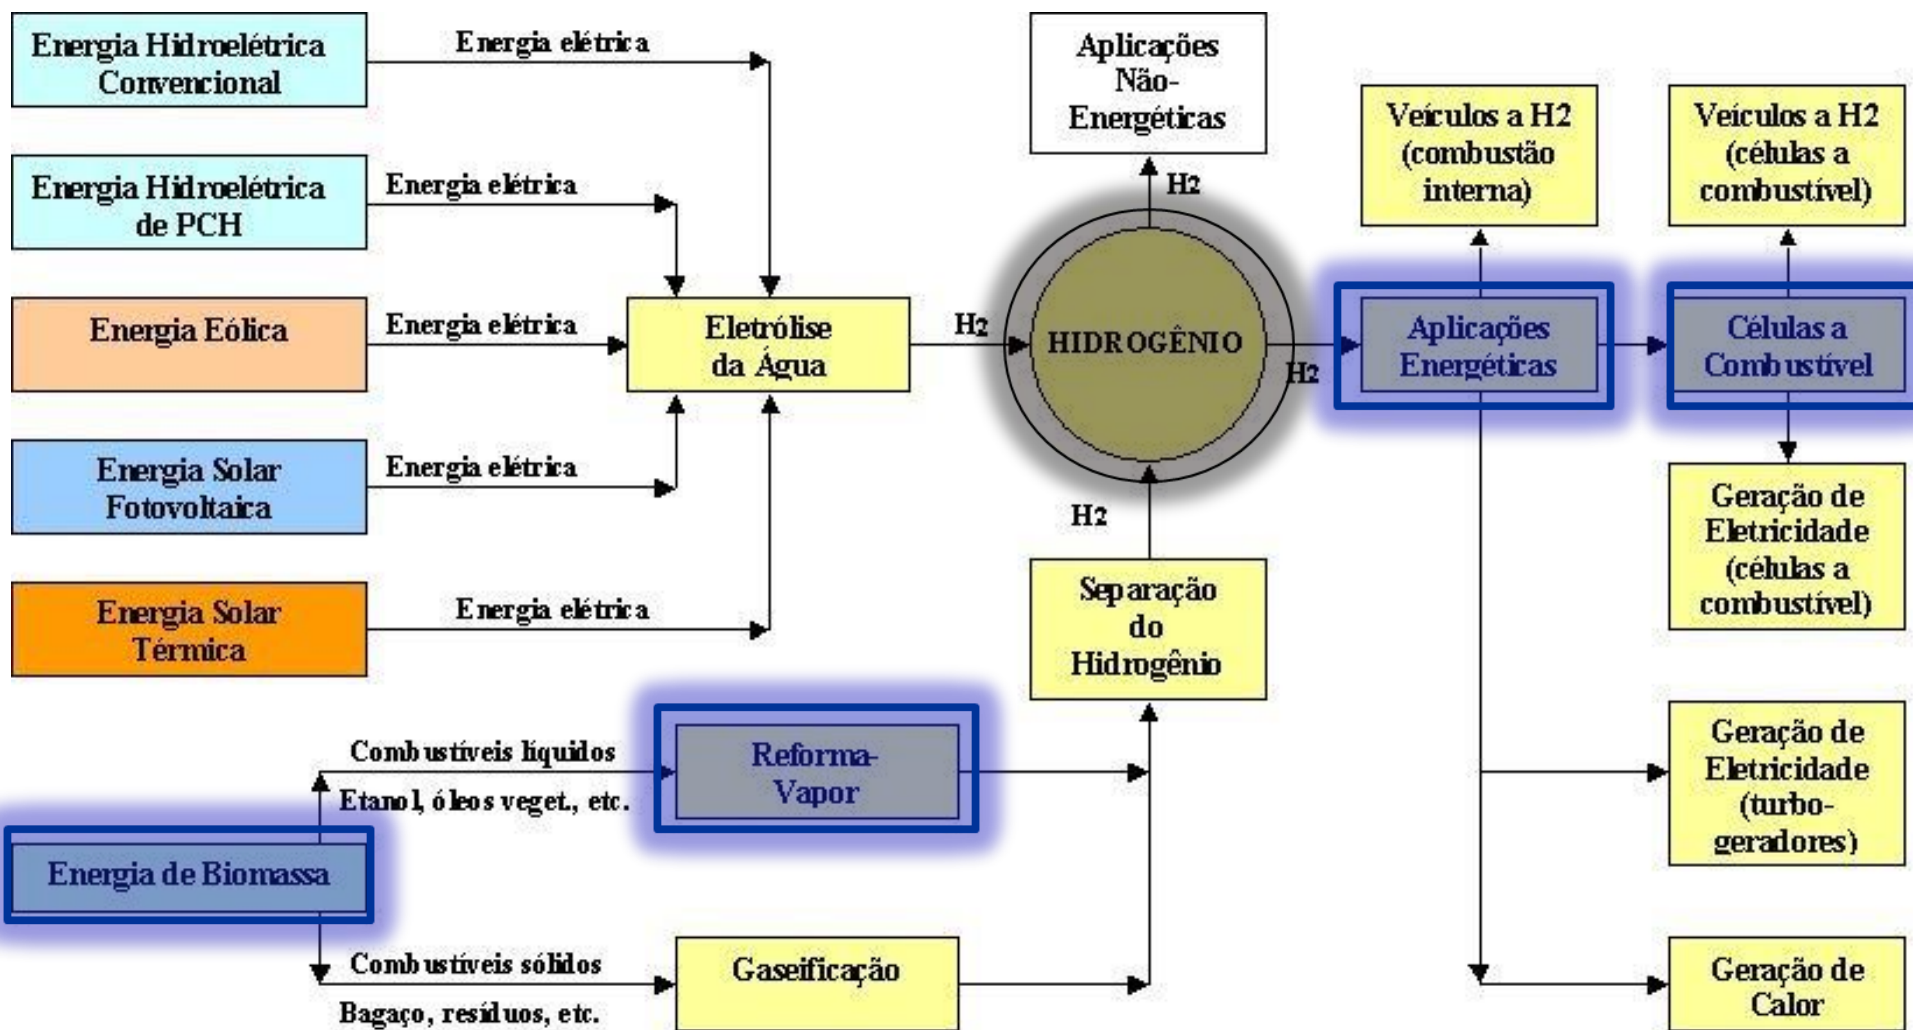 Energia Hidroelétrica
Convencional
Energia elétrica
Aplicações
Não-
Energéticas
Veículos a H2
(combustão
interna)
Veículos a H2
(células a
combustível)
Energia Hidroelétrica
de PCH
Energia elétrica
H2
Energia Eólica
Energia elétrica
Eletrólise
da Água
H2
HIDROGÊNIO
H2
Aplicações
Energéticas
Células a
Combustível
Energia Solar
Fotovoltaica
Energia elétrica
H2
Geração de
Eletricidade
(células a
combustível)
Energia Solar
Térmica
Energia elétrica
Separação
do
Hidrogênio
Combustíveis líquidos
Etanol, óleos veget., etc.
Reforma-
Vapor
Geração de
Eletricidade
(turbo-
geradores)
Energia de Biomassa
Combustíveis sólidos
Bagaço, resíduos, etc.
Gaseificação
Geração de
Calor